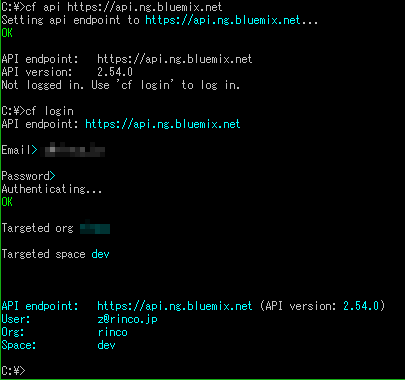 C:¥>cf api https://api.ng.bluemix.net
Setting api endpoint to https://api.ng.bluemix.net...
OK
API endpoint: https://api.ng.bluemix.net
API version: 2.54.0
Not logged in. Use 'cf login' to log in.
C:¥>cf login
API endpoint: https://api.ng.bluemix.net
Email>
Password>
Authenticating...
OK
Targeted org
Targeted space dev
API endpoint: https://api.ng.bluemix.net (API version: 2.54.0)
User: z@rinco.jp
Org: rinco
Space: dev
C:¥>